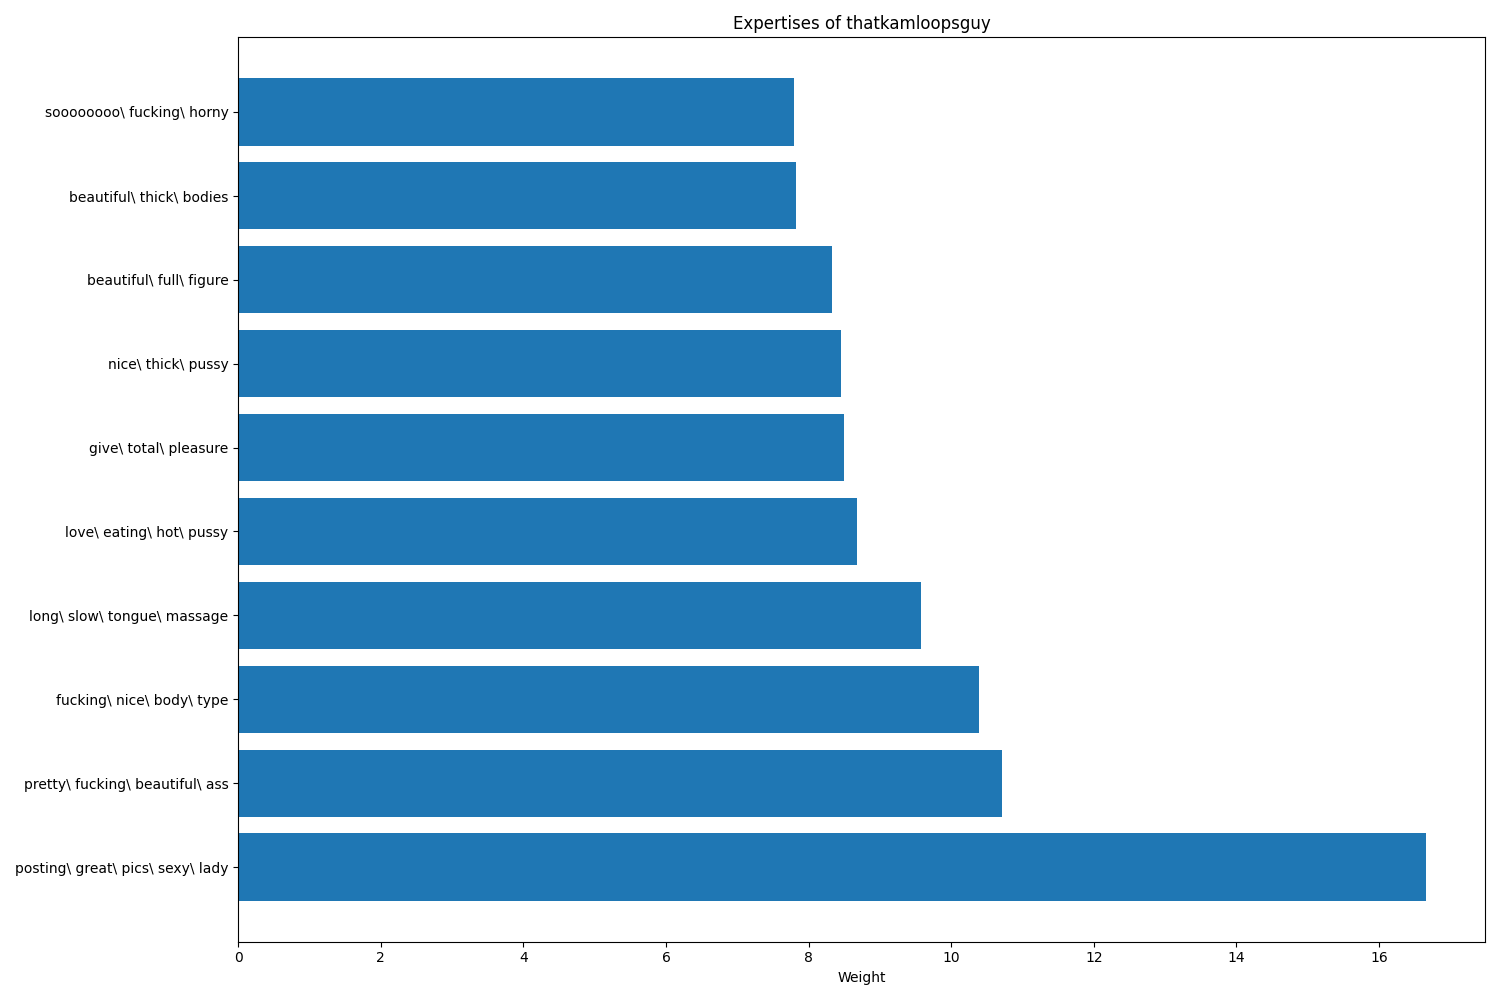 Expertises of thatkamloopsguy
soooooooo\ fucking\ horny
beautiful\ thick\ bodies
beautiful\ full\ figure
nice\ thick\ pussy
give\ total\ pleasure
love\ eating\ hot\ pussy
long\ slow\ tongue\ massage
fucking\ nice\ body\ type
pretty\ fucking\ beautiful\ ass
posting\ great\ pics\ sexy\ lady
0 2 4 6 8 10 12 14 16
Weight